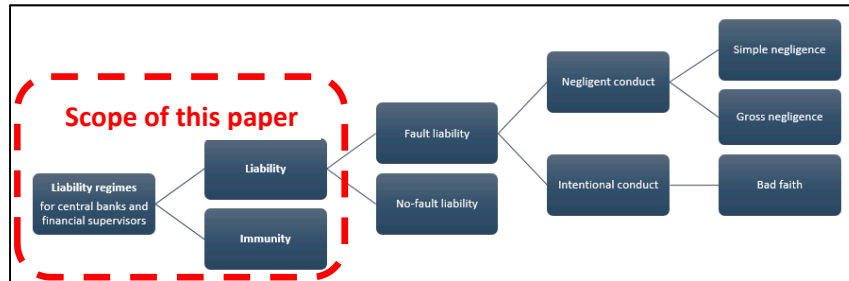 Scope of this paper
Liability regimes
for central banks and
financial supervisors
Liability
Immunity
Fault liability
No-fault liability
Negligent conduct
Intentional conduct
Simple negligence
Gross negligence
Bad faith